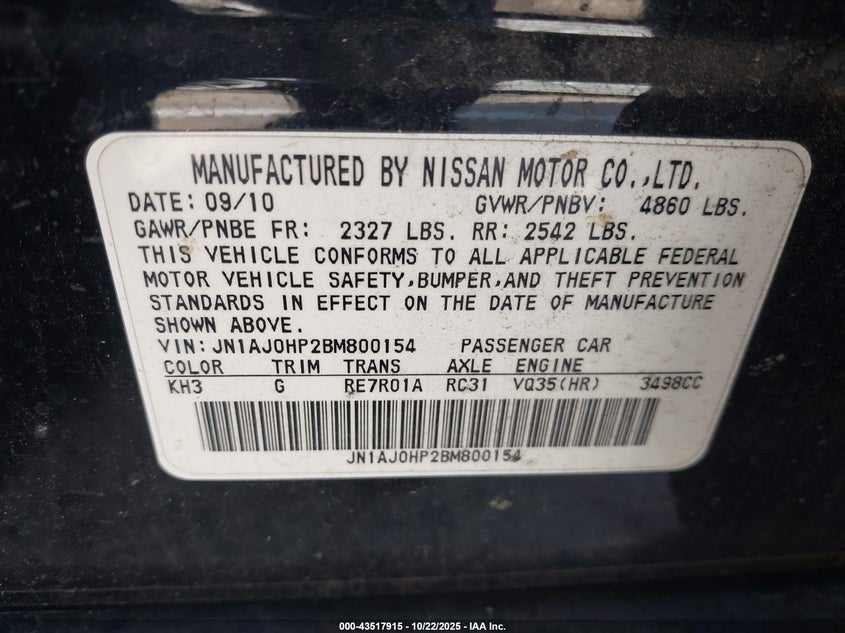 MANUFACTURED BY NISSAN MOTOR CO.,LTD.
DATE: 09/10 GVWR/PNBV: 4860 LBS.
GAWR/PNBE FR: 2327 LBS. RR: 2542 LBS.
THIS VEHICLE CONFORMS TO ALL APPLICABLE FEDERAL
MOTOR VEHICLE SAFETY,BUMPER,AND THEFT PREVENTION
STANDARDS IN EFFECT ON THE DATE OF MANUFACTURE
SHOWN ABOVE.
VIN: JN1AJ0HP2BM800154 PASSENGER CAR
COLOR TRIM TRANS AXLE ENGINE
KH3 G RE7R01A RC31 VQ35(HR) 3498CC
JN1AJ0HP2BM800154
000-43517915 - 10/22/2025 - IAA Inc.